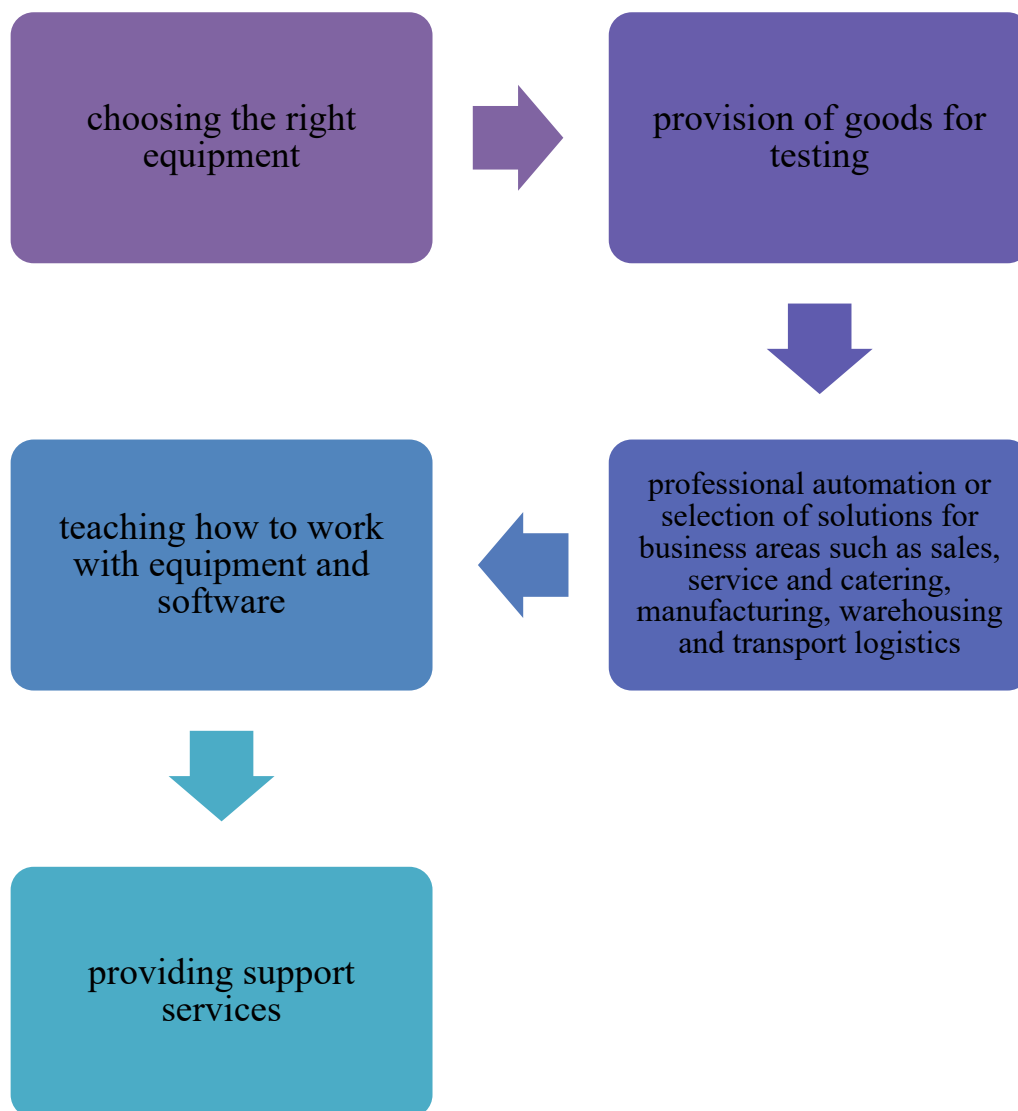 choosing the right
equipment
provision of goods for
testing
professional automation or
selection of solutions for
business areas such as sales,
service and catering,
manufacturing, warehousing
and transport logistics
teaching how to work
with equipment and
software
providing support
services